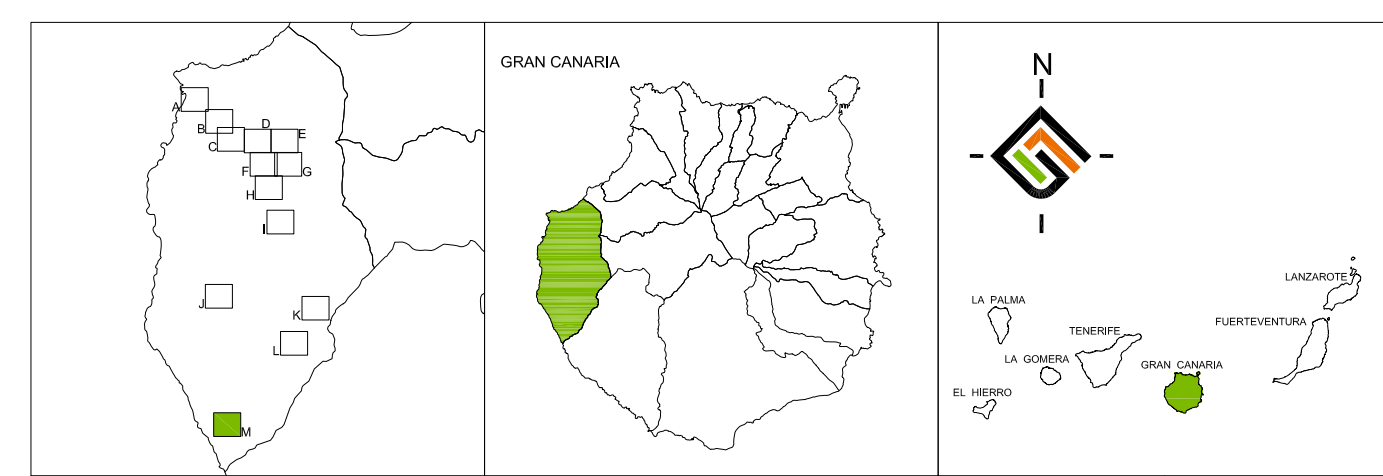 A
B
C
D
E
F
G
H
I
J
K
L
M
GRAN CANARIA
N
LANZAROTE
LA PALMA
FUERTEVENTURA
TENERIFE
LA GOMERA
GRAN CANARIA
EL HIERRO